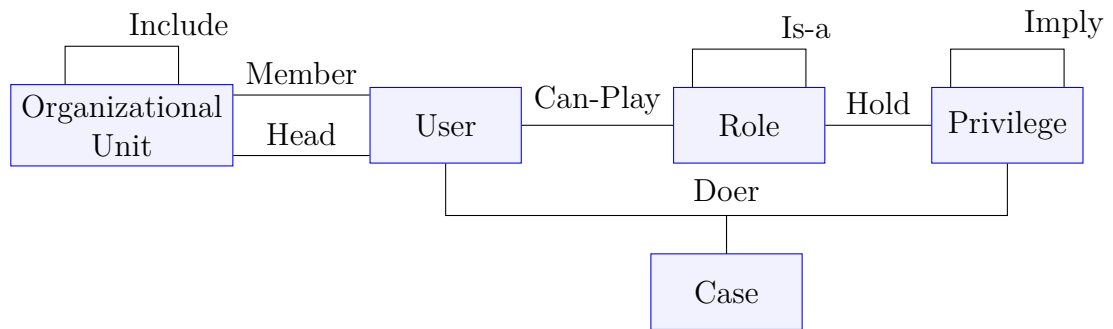 Include
Is-a
Imply
Member
Organizational
Unit
Head
User
Can-Play
Role
Hold
Privilege
Doer
Case